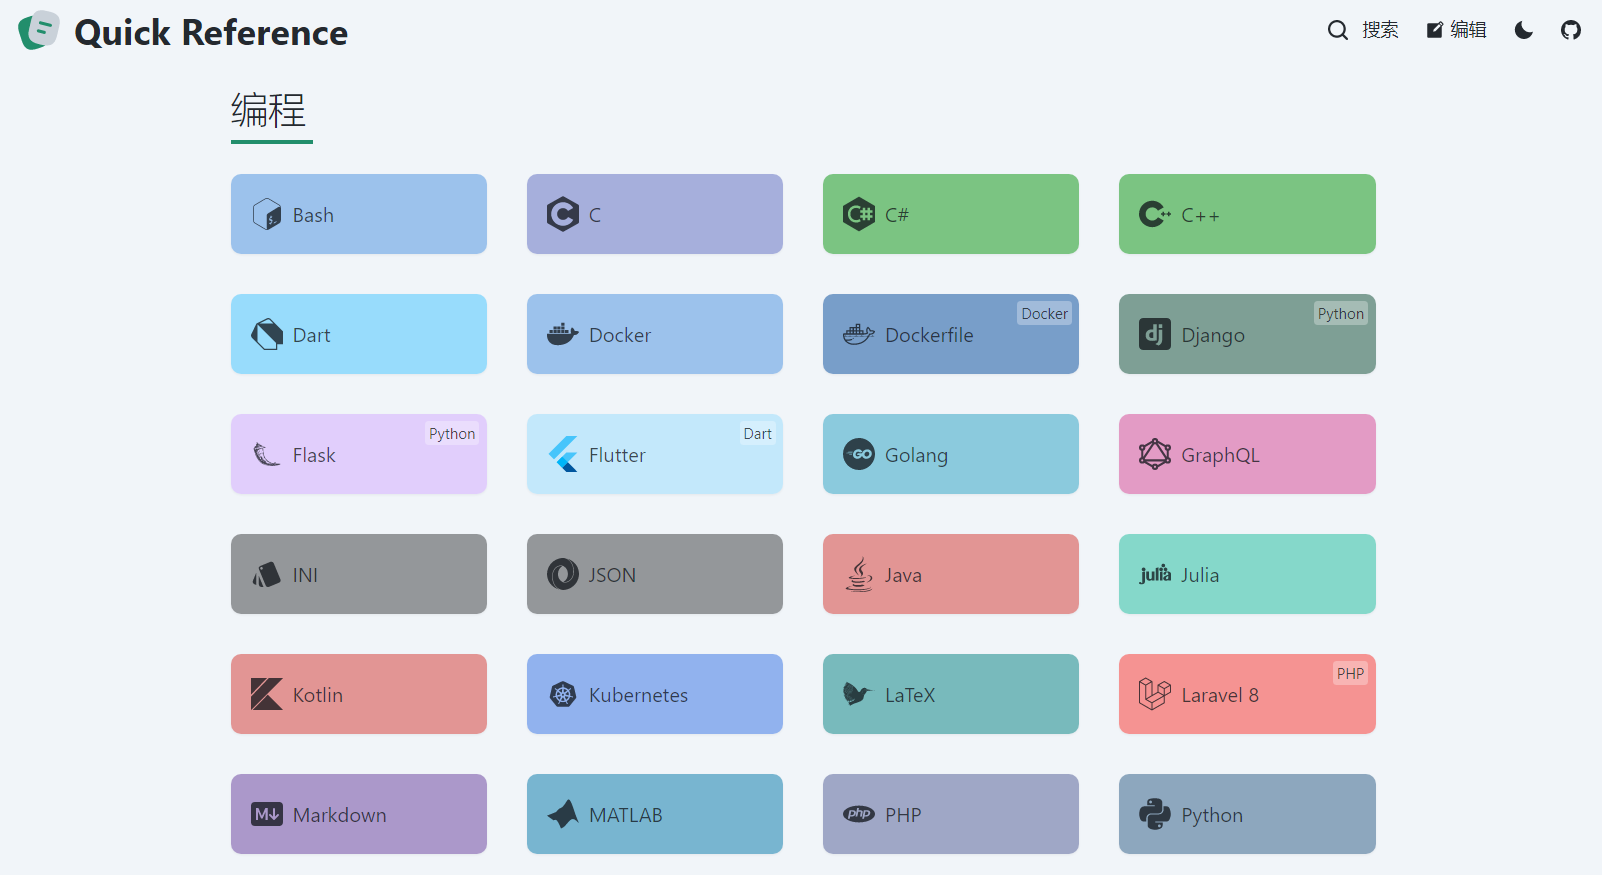 Quick Reference
搜索
编辑
编程
Bash
C
C#
C++
Dart
Docker
Docker
Dockerfile
Python
Django
Python
Flask
Dart
Flutter
GO
Golang
GraphQL
INI
JSON
Java
julia
Julia
Kotlin
Kubernetes
LaTeX
PHP
Laravel 8
M↓
Markdown
MATLAB
php
PHP
Python